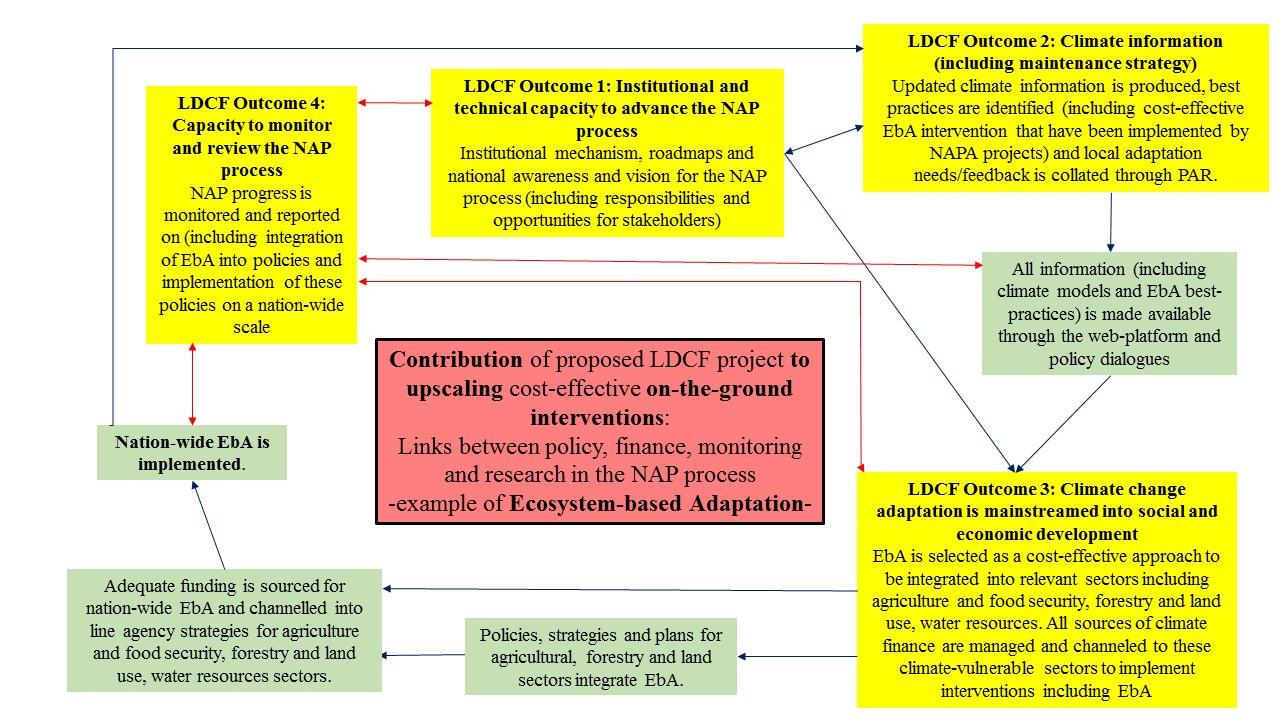 LDCF Outcome 2: Climate information
(including maintenance strategy)
Updated climate information is produced, best
practices are identified (including cost-effective
EbA intervention that have been implemented by
NAPA projects) and local adaptation
needs/feedback is collated through PAR.
LDCF Outcome 1: Institutional and
technical capacity to advance the NAP
process
Institutional mechanism, roadmaps and
national awareness and vision for the NAP
process (including responsibilities and
opportunities for stakeholders)
LDCF Outcome 4:
Capacity to monitor
and review the NAP
process
NAP progress is
monitored and reported
on (including integration
of EbA into policies and
implementation of these
policies on a nation-wide
scale
All information (including
climate models and EbA best-
practices) is made available
through the web-platform and
policy dialogues
Contribution of proposed LDCF project to
upscaling cost-effective on-the-ground
interventions:
Links between policy, finance, monitoring
and research in the NAP process
-example of Ecosystem-based Adaptation-
Nation-wide EbA is
implemented.
LDCF Outcome 3: Climate change
adaptation is mainstreamed into social and
economic development
EbA is selected as a cost-effective approach to
be integrated into relevant sectors including
agriculture and food security, forestry and land
use, water resources. All sources of climate
finance are managed and channeled to these
climate-vulnerable sectors to implement
interventions including EbA
Adequate funding is sourced for
nation-wide EbA and channelled into
line agency strategies for agriculture
and food security, forestry and land
use, water resources sectors.
Policies, strategies and plans for
agricultural, forestry and land
sectors integrate EbA.